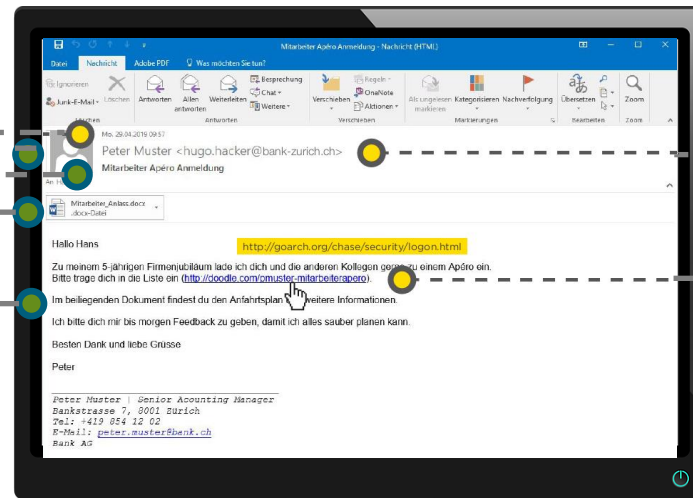 Mitarbeiter Apéro Anmeldung - Nachricht (HTML)
Datei Nachricht Adobe PDF Was möchten Sie tun?
Ignorieren
Junk-E-Mail
Löschen
Antworten
Allen antworten
Weiterleiten
Besprechung
Chat
Weitere
Verschieben
Regeln
OneNote
Aktionen
Als ungelesen markieren
Kategorisieren
Nachverfolgung
Übersetzen
Zoom
Löschen Antworten Verschieben Markierungen Bearbeiten Zoom
Mo. 29.04.2019 09:57
Peter Muster <hugo.hacker@bank-zurich.ch>
Mitarbeiter Apéro Anmeldung
An
Mitarbeiter_Anlass.docx
.docx-Datei
Hallo Hans
http://goarch.org/chase/security/logon.html
Zu meinem 5-jährigen Firmenjubiläum lade ich dich und die anderen Kollegen gerne zu einem Apéro ein.
Bitte trage dich in die Liste ein (http://doodle.com/pmuster-mitarbeiterapero).
Im beiliegenden Dokument findest du den Anfahrtsplan weitere Informationen.
Ich bitte dich mir bis morgen Feedback zu geben, damit ich alles sauber planen kann.
Besten Dank und liebe Grüsse
Peter
Peter Muster | Senior Acounting Manager
Bankstrasse 7, 8001 Zürich
Tel: +419 854 12 02
E-Mail: peter.muster@bank.ch
Bank AG